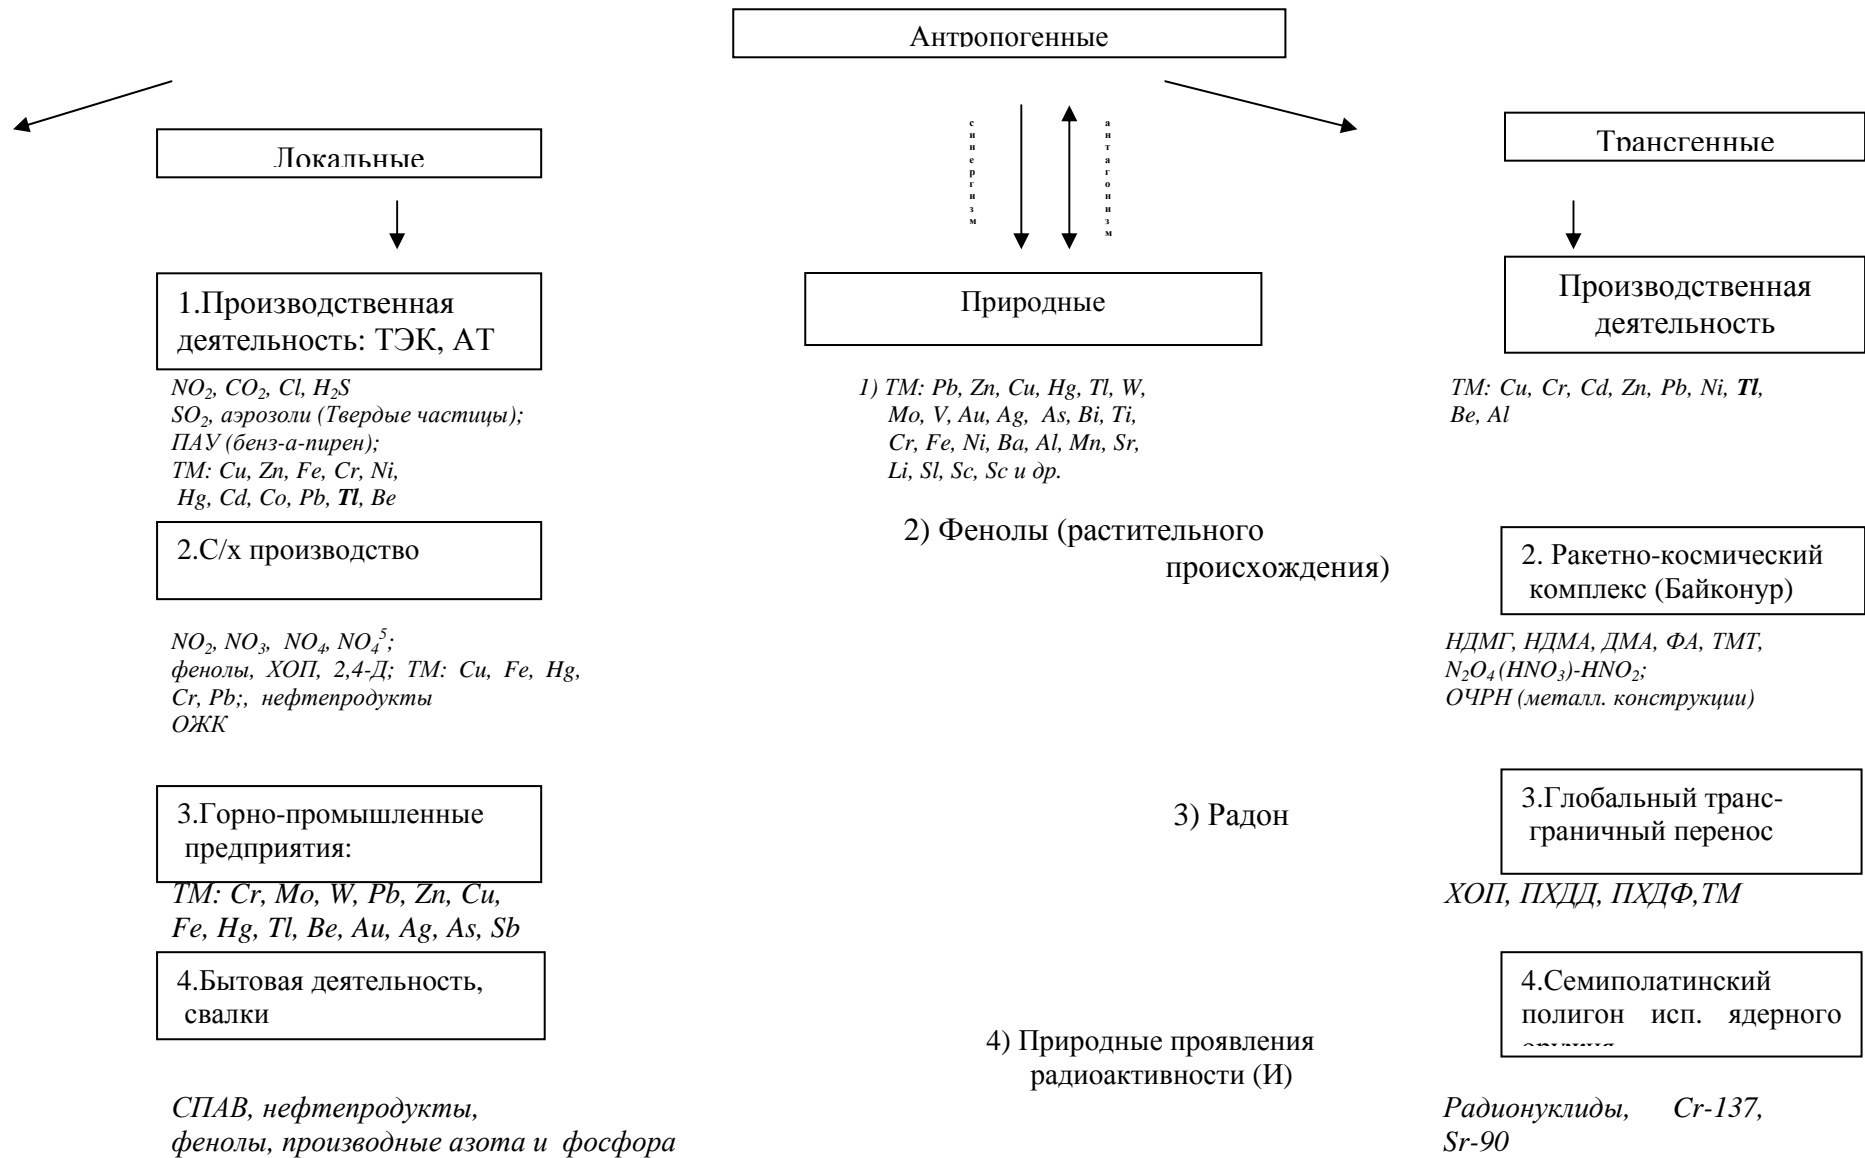 Антропогенные
Локальные
1.Производственная
деятельность: ТЭК, АТ
NO2, CO2, Cl, H2S
SO2, аэрозоли (Твердые частицы);
ПАУ (бенз-а-пирен);
ТМ: Cu, Zn, Fe, Cr, Ni,
Hg, Cd, Co, Pb, Tl, Be
2.С/х производство
NO2, NO3, NO4, NO4^5;
фенолы, ХОП, 2,4-Д; ТМ: Cu, Fe, Hg,
Cr, Pb;, нефтепродукты
ОЖК
3.Горно-промышленные
предприятия:
ТМ: Cr, Mo, W, Pb, Zn, Cu,
Fe, Hg, Tl, Be, Au, Ag, As, Sb
4.Бытовая деятельность,
свалки
СПАВ, нефтепродукты,
фенолы, производные азота и фосфора
синергизм
антагонизм
Природные
1) ТМ: Pb, Zn, Cu, Hg, Tl, W,
Mo, V, Au, Ag, As, Bi, Ti,
Cr, Fe, Ni, Ba, Al, Mn, Sr,
Li, Sl, Sc, Sc и др.
2) Фенолы (растительного
происхождения)
3) Радон
4) Природные проявления
радиоактивности (И)
Трансгенные
Производственная
деятельность
ТМ: Cu, Cr, Cd, Zn, Pb, Ni, Tl,
Be, Al
2. Ракетно-космический
комплекс (Байконур)
НДМГ, НДМА, ДМА, ФА, ТМТ,
N2O4 (HNO3)-HNO2;
ОЧРН (металл. конструкции)
3.Глобальный транс-
граничный перенос
ХОП, ПХДД, ПХДФ,ТМ
4.Семиполатинский
полигон исп. ядерного
оружия
Радионуклиды, Cr-137,
Sr-90